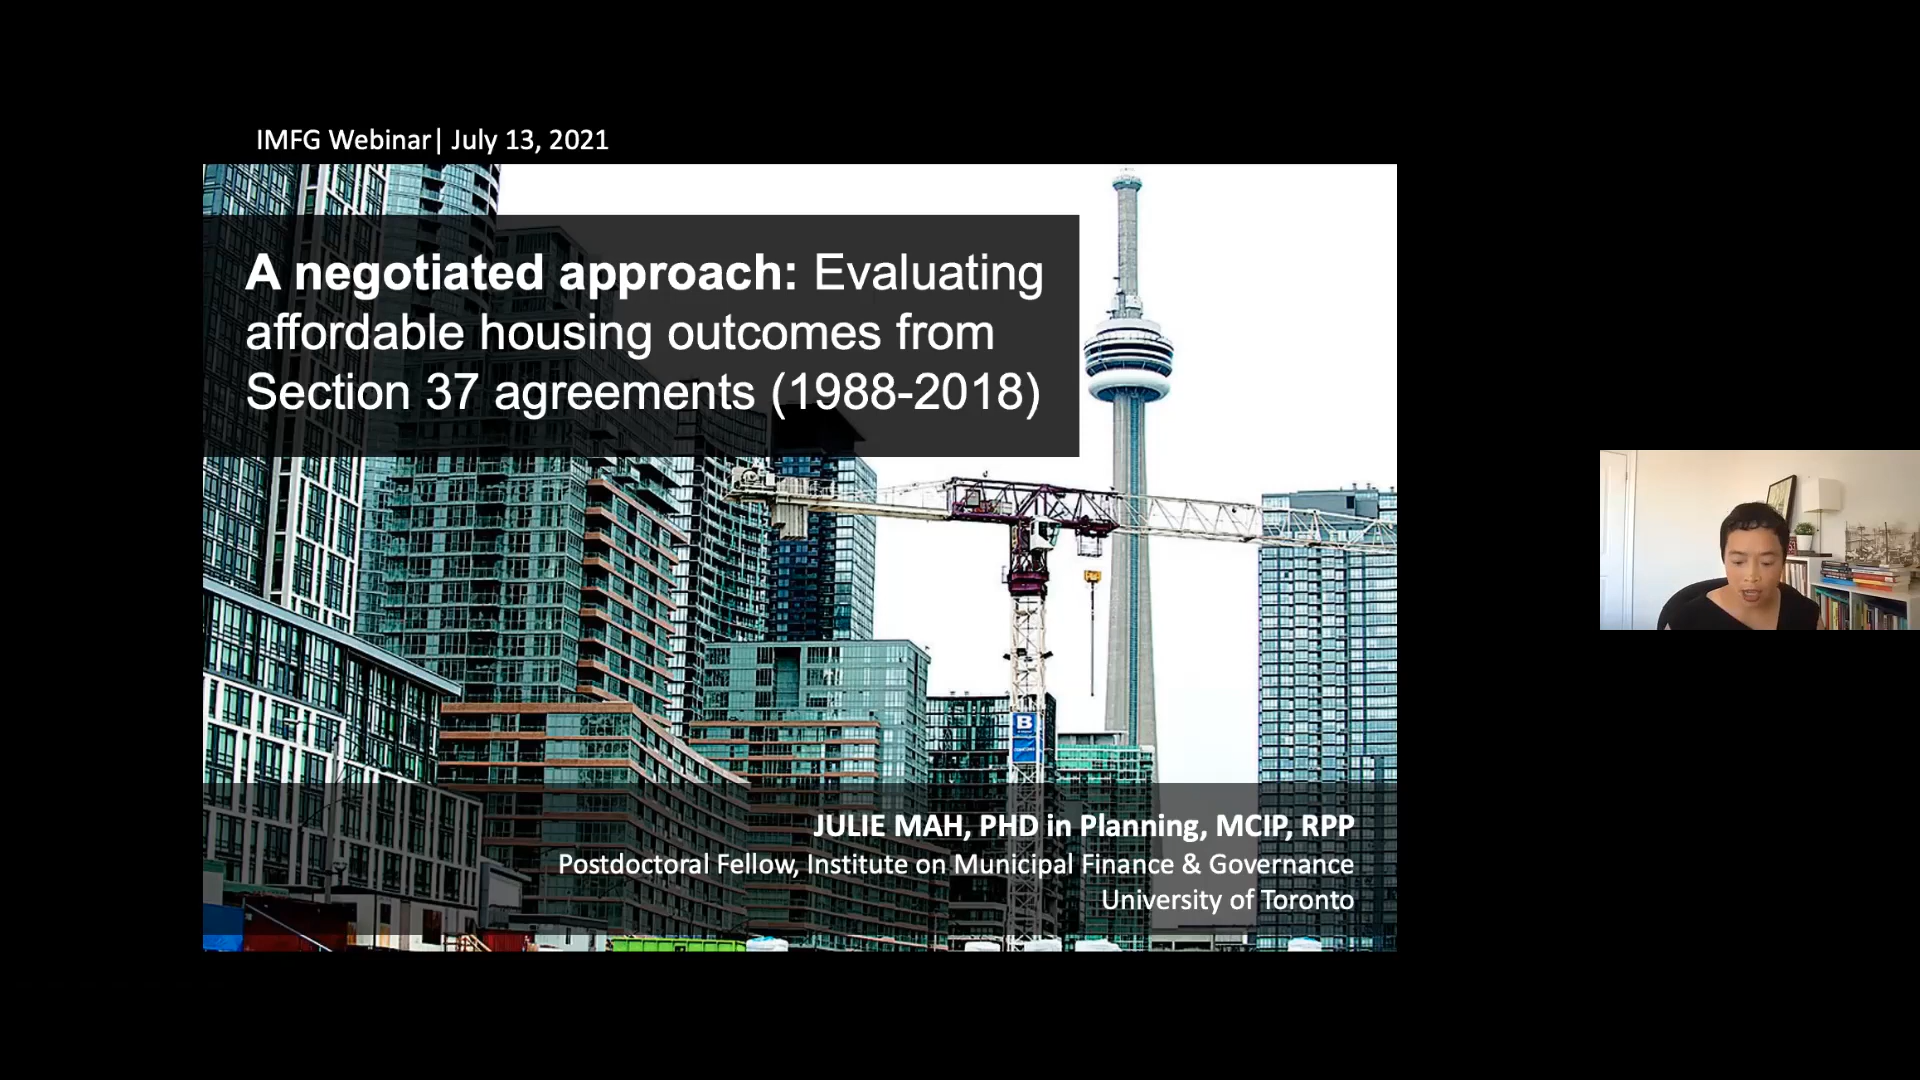 IMFG Webinar| July 13, 2021
A negotiated approach: Evaluating
affordable housing outcomes from
Section 37 agreements (1988-2018)
B
JULIE MAH, PHD in Planning, MCIP, RPP
Postdoctoral Fellow, Institute on Municipal Finance & Governance
University of Toronto